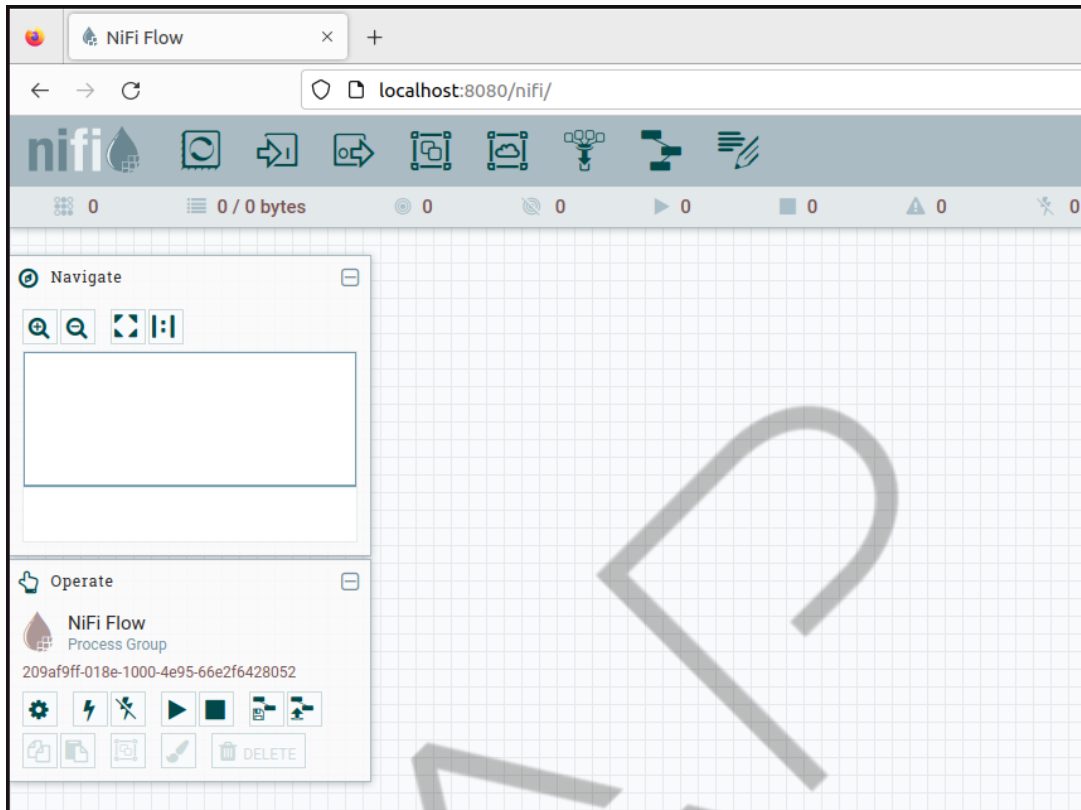 NiFi Flow
localhost:8080/nifi/
nifi
0 0 / 0 bytes 0 0 0 0 0 0
Navigate
Operate
NiFi Flow
Process Group
209af9ff-018e-1000-4e95-66e2f6428052
DELETE